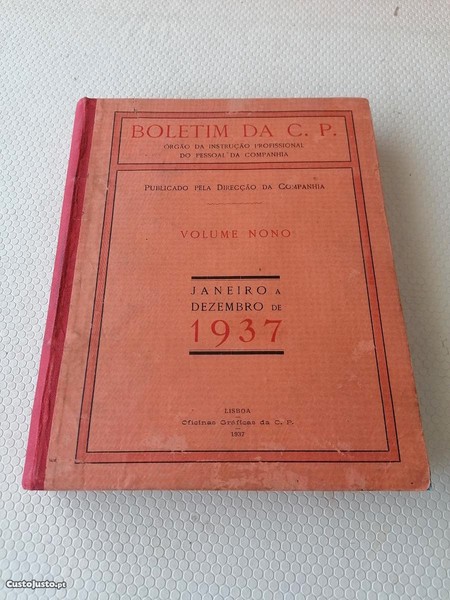 BOLETIM DA C. P.
ORGÃO DA INSTRUÇÃO PROFISSIONAL
DO PESSOAL DA COMPANHIA
PUBLICADO PELA DIRECÇÃO DA COMPANHIA
VOLUME NONO
JANEIRO A
DEZEMBRO DE
1937
LISBOA
Oficinas Gráficas da C. P.
1937
CustoJusto.pt